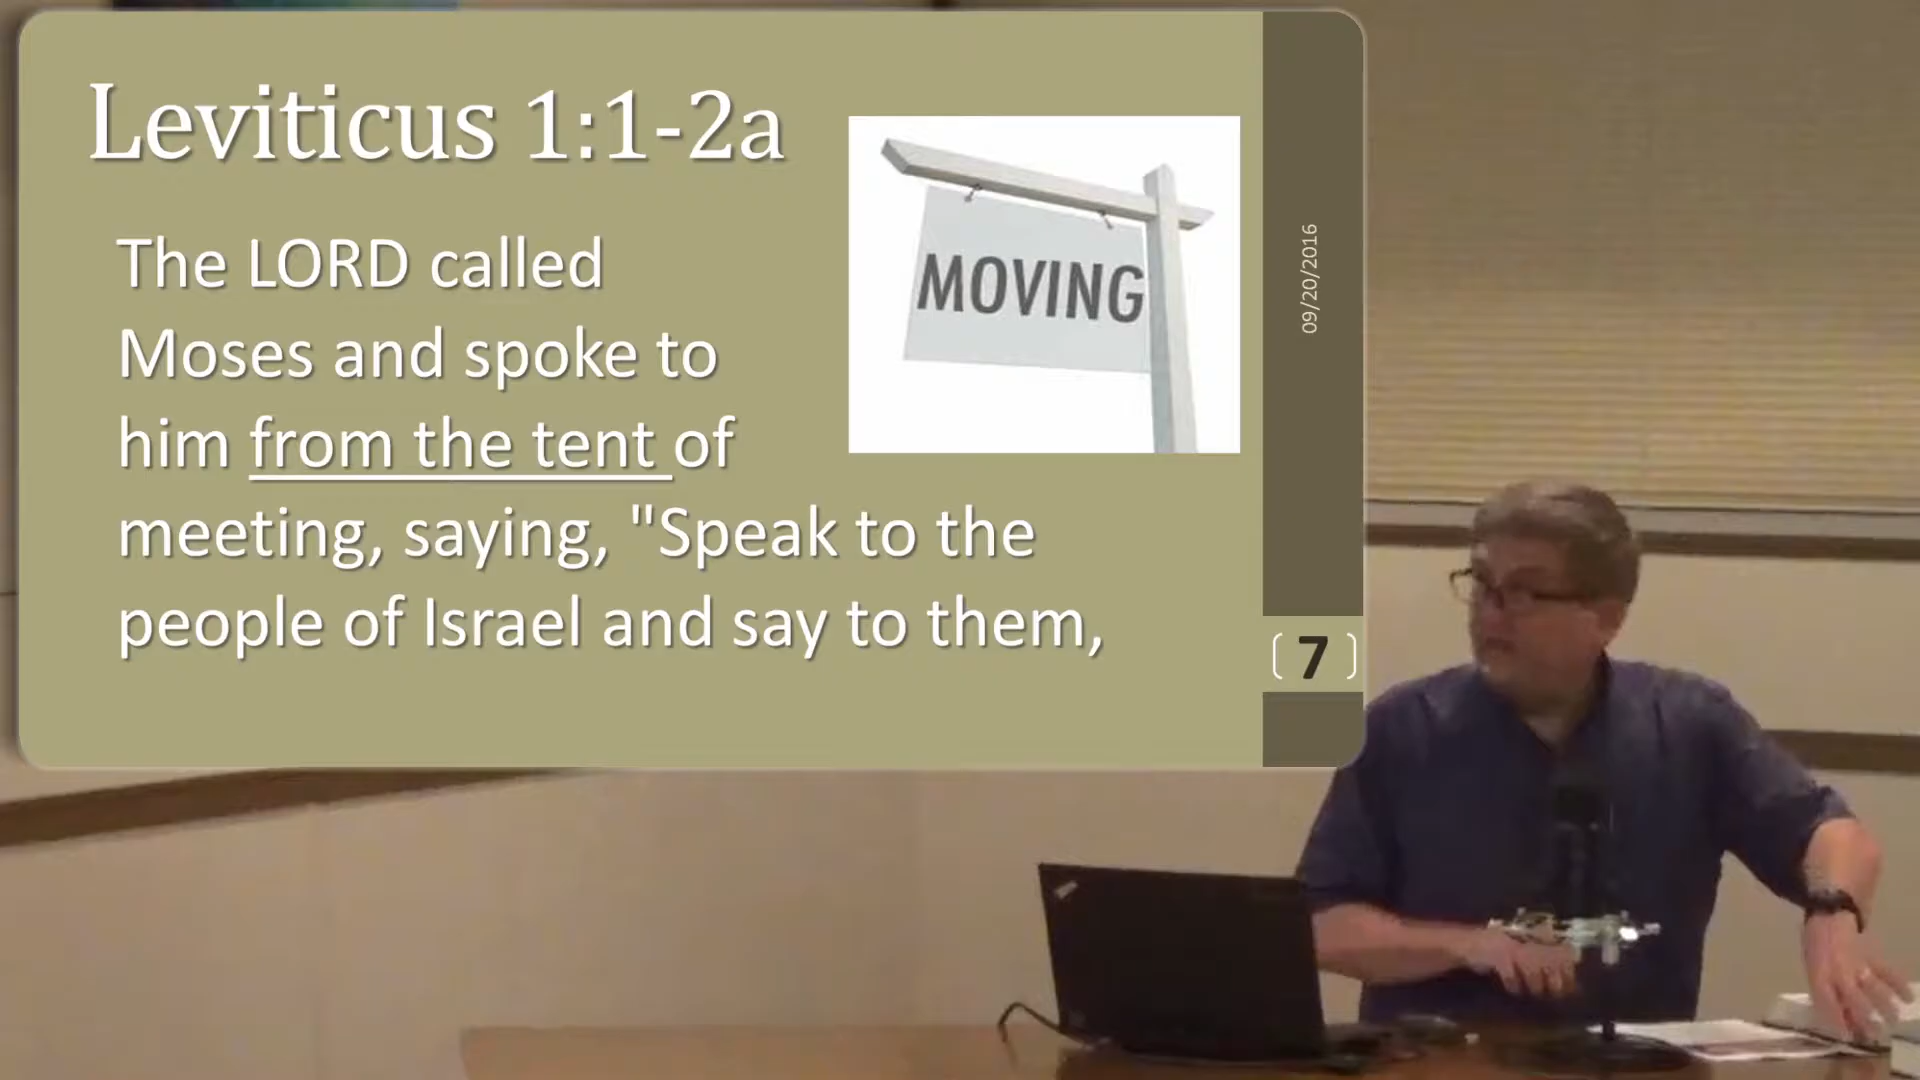 Leviticus 1:1-2a
The LORD called
Moses and spoke to
him from the tent of
meeting, saying, "Speak to the
people of Israel and say to them,
MOVING
09/20/2016
7